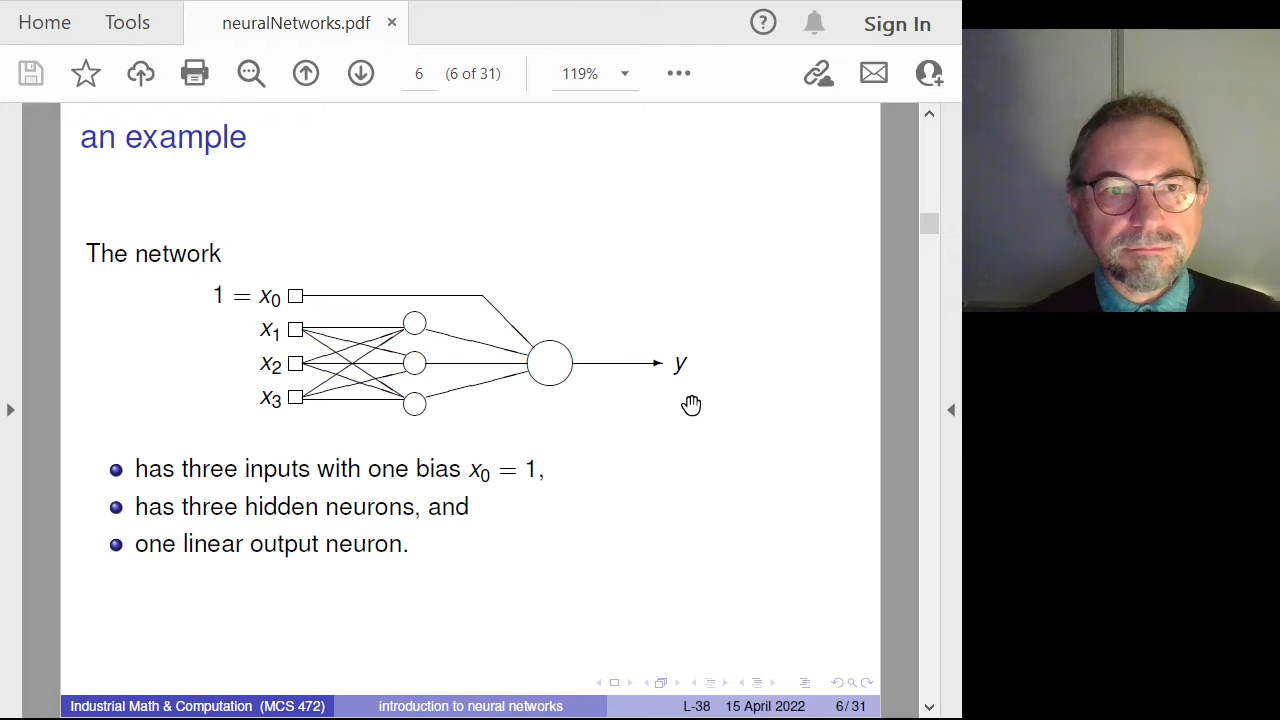 Home Tools neuralNetworks.pdf × Sign In
6 (6 of 31) 119%
an example
The network
1 = x₀
x₁
x₂
x₃
y
has three inputs with one bias x₀ = 1,
has three hidden neurons, and
one linear output neuron.
Industrial Math & Computation (MCS 472) introduction to neural networks L-38 15 April 2022 6 / 31